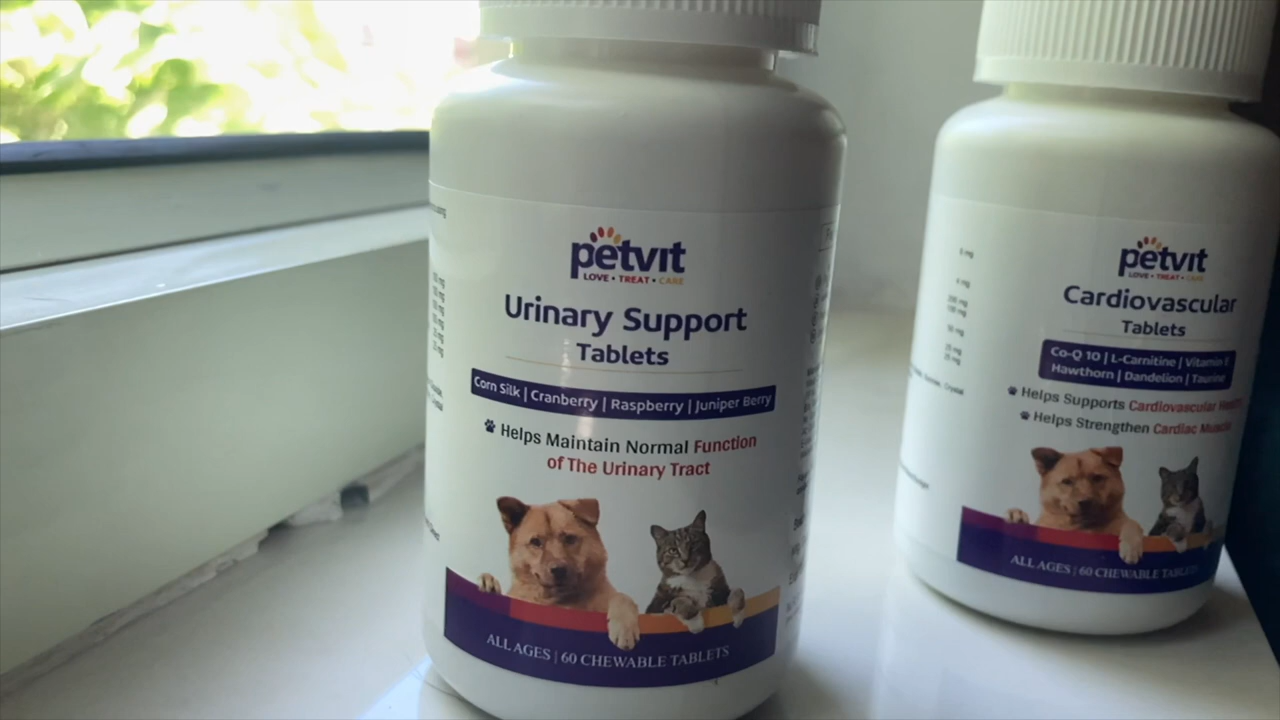 petvit
LOVE • TREAT • CARE
Urinary Support
Tablets
Corn Silk | Cranberry | Raspberry | Juniper Berry
Helps Maintain Normal Function
of The Urinary Tract
ALL AGES | 60 CHEWABLE TABLETS
petvit
LOVE • TREAT • CARE
Cardiovascular
Tablets
Co-Q 10 | L-Carnitine | Vitamin E
Hawthorn | Dandelion | Taurine
Helps Supports Cardiovascular
Helps Strengthen Cardiac
ALL AGES | 60 CHEWABLE TABLETS